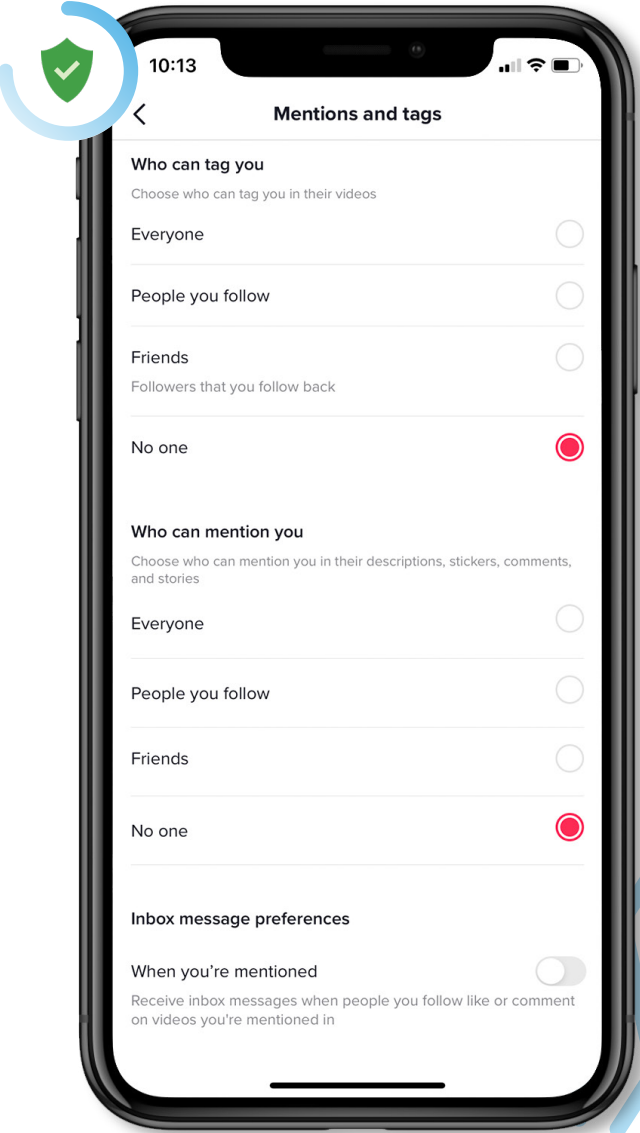 10:13
Mentions and tags
Who can tag you
Choose who can tag you in their videos
Everyone
People you follow
Friends
Followers that you follow back
No one
Who can mention you
Choose who can mention you in their descriptions, stickers, comments,
and stories
Everyone
People you follow
Friends
No one
Inbox message preferences
When you’re mentioned
Receive inbox messages when people you follow like or comment
on videos you're mentioned in